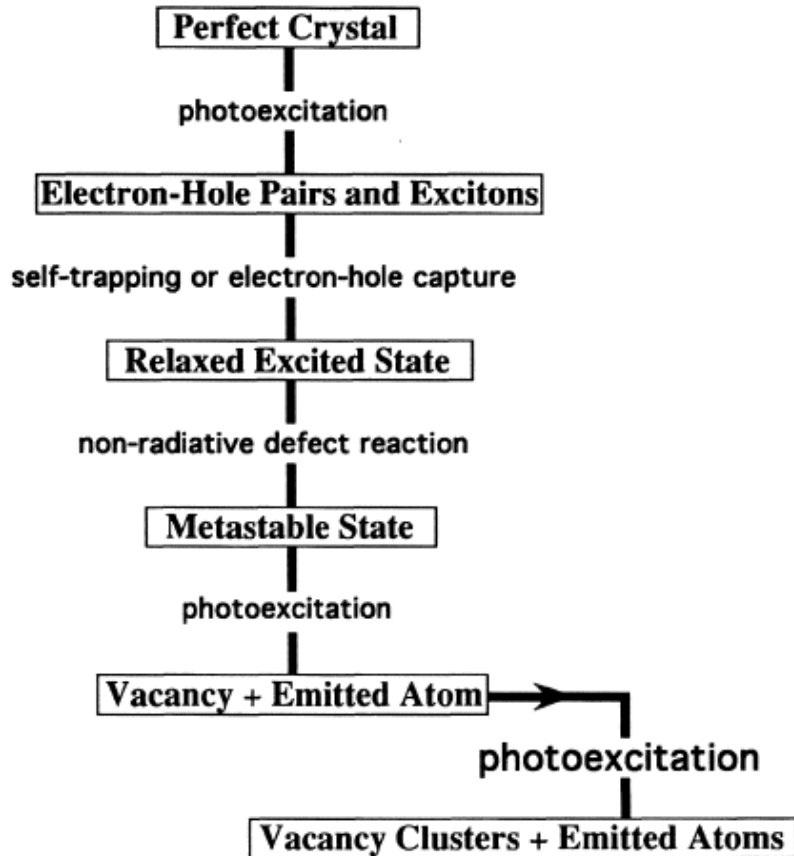 Perfect Crystal
photoexcitation
Electron-Hole Pairs and Excitons
self-trapping or electron-hole capture
Relaxed Excited State
non-radiative defect reaction
Metastable State
photoexcitation
Vacancy + Emitted Atom
photoexcitation
Vacancy Clusters + Emitted Atoms